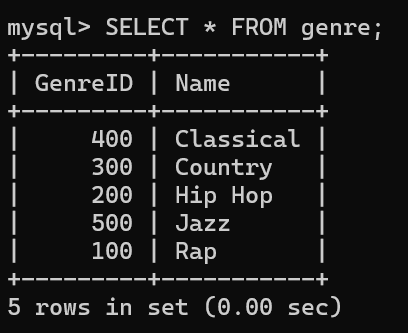 mysql> SELECT * FROM genre;
+---------+-----------+
| GenreID | Name      |
+---------+-----------+
|     400 | Classical |
|     300 | Country   |
|     200 | Hip Hop   |
|     500 | Jazz      |
|     100 | Rap       |
+---------+-----------+
5 rows in set (0.00 sec)